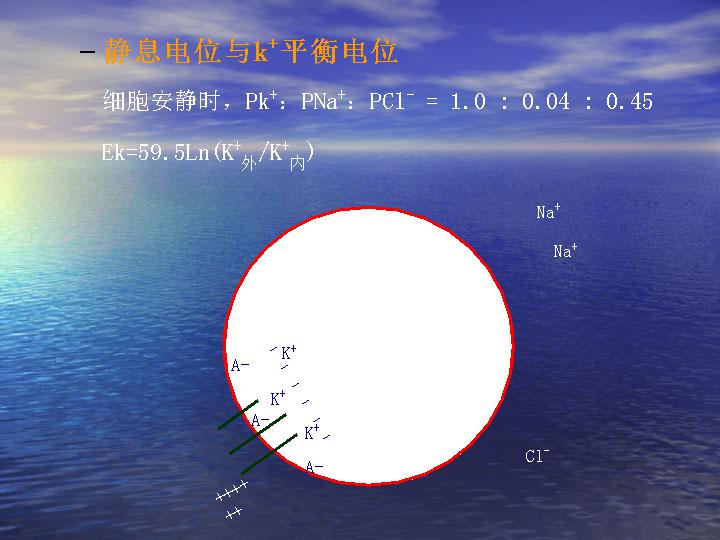 – 静息电位与k⁺平衡电位
细胞安静时，Pk⁺：PNa⁺：PCl⁻ = 1.0 : 0.04 : 0.45
Ek=59.5Ln(K⁺外/K⁺内)
Na⁺
Na⁺
K⁺
A-
K⁺
A-
K⁺
Cl⁻
A-
++++
++